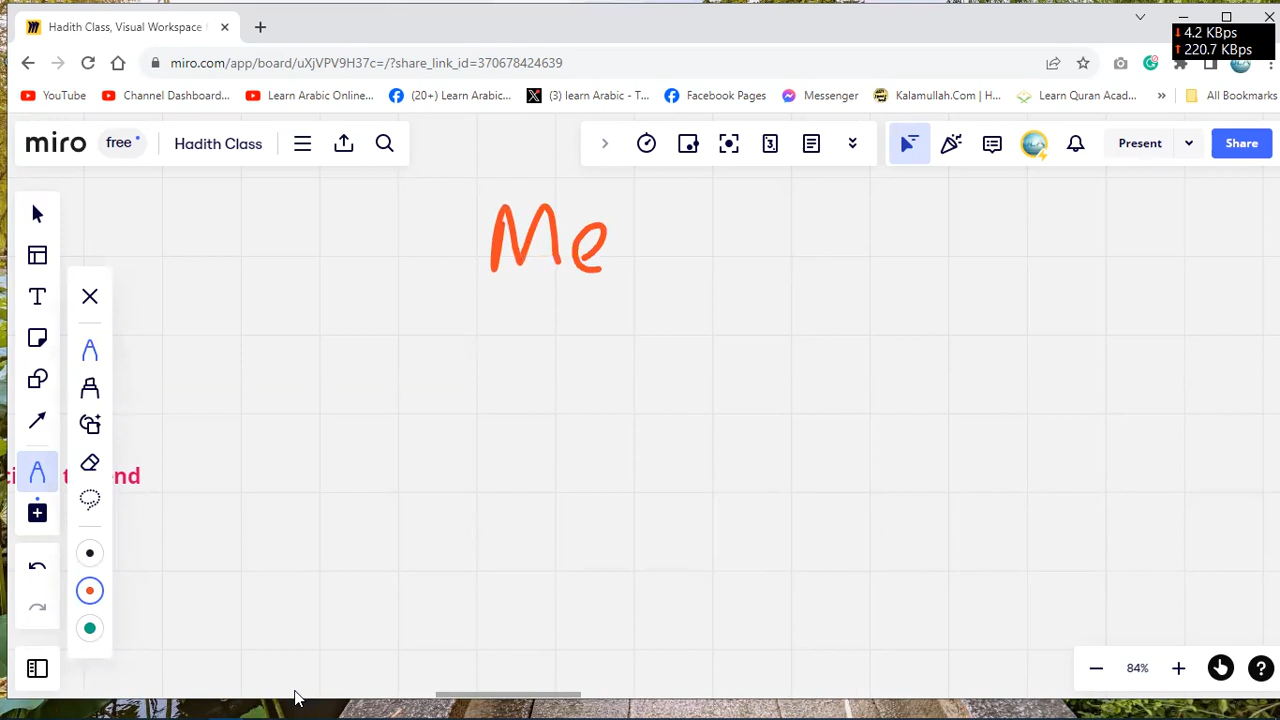 Hadith Class, Visual Workspace
4.2 KBps
220.7 KBps
miro.com/app/board/uXjVPV9H37c=/?share_link_id=370678424639
YouTube
Channel Dashboard...
Learn Arabic Online...
(20+) Learn Arabic...
(3) learn Arabic - T...
Facebook Pages
Messenger
Kalamullah.Com | H...
Learn Quran Acad...
»
All Bookmarks
miro
free
Hadith Class
3
Present
Share
Me
end
84%